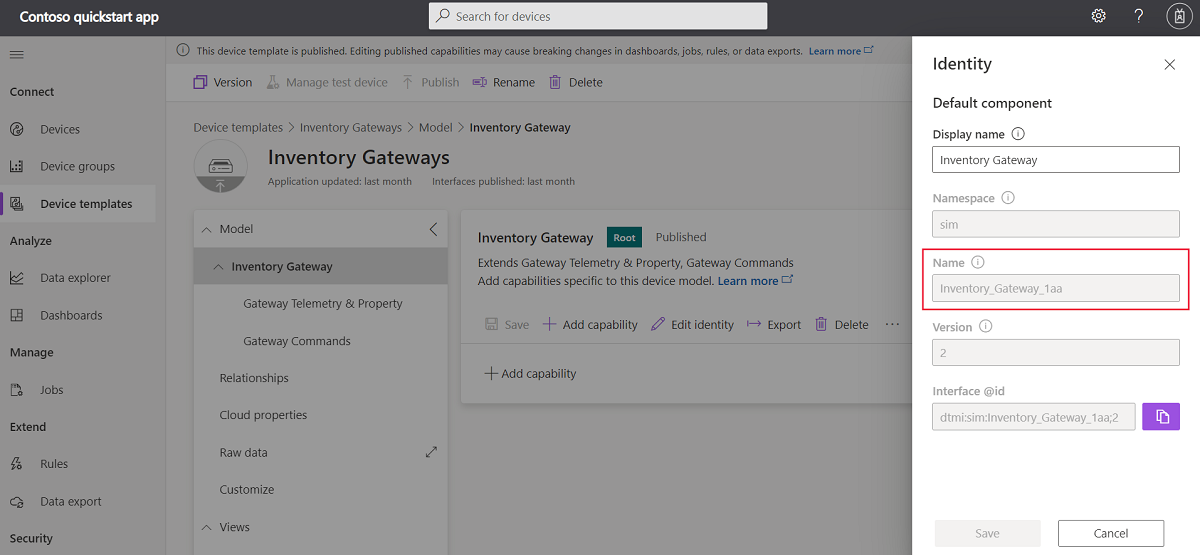 Contoso quickstart app
Search for devices
?
Connect
Devices
Device groups
Device templates
Analyze
Data explorer
Dashboards
Manage
Jobs
Extend
Rules
Data export
Security
This device template is published. Editing published capabilities may cause breaking changes in dashboards, jobs, rules, or data exports. Learn more
Version Manage test device Publish Rename Delete
Device templates > Inventory Gateways > Model > Inventory Gateway
Inventory Gateways
Application updated: last month Interfaces published: last month
Model
Inventory Gateway
Gateway Telemetry & Property
Gateway Commands
Relationships
Cloud properties
Raw data
Customize
Views
Inventory Gateway Root Published
Extends Gateway Telemetry & Property, Gateway Commands
Add capabilities specific to this device model. Learn more
Save Add capability Edit identity Export Delete ...
Add capability
Identity
Default component
Display name
Inventory Gateway
Namespace
sim
Name
Inventory_Gateway_1aa
Version
2
Interface @id
dtmi:sim:Inventory_Gateway_1aa;2
Save Cancel